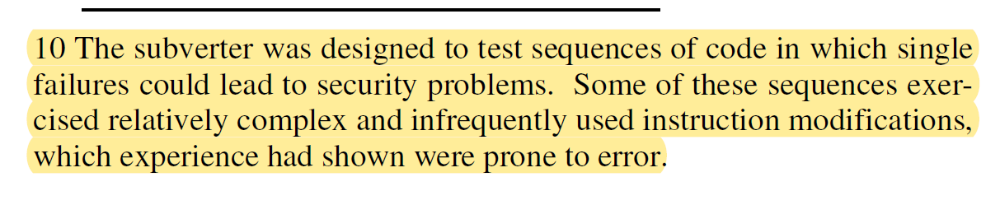 10 The subverter was designed to test sequences of code in which single
failures could lead to security problems.  Some of these sequences exer-
cised relatively complex and infrequently used instruction modifications,
which experience had shown were prone to error.